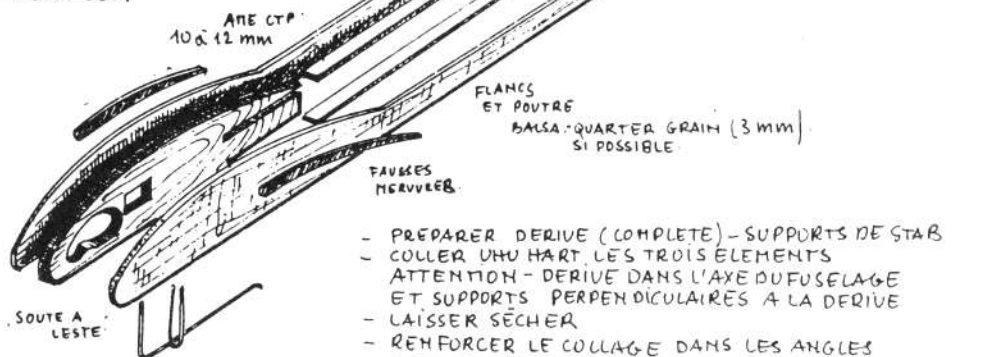 AME CTP.
10 à 12 mm
FLANCS
ET POUTRE
BALSA: QUARTER GRAIN (3 mm)
SI POSSIBLE.
FAUSSES
NERVURES.
SOUTE A
LESTE
- PREPARER DERIVE (COMPLETE) - SUPPORTS DE STAB
- COLLER UHU HART, LES TROIS ELEMENTS
ATTENTION - DERIVE DANS L'AXE DU FUSELAGE
ET SUPPORTS PERPENDICULAIRES A LA DERIVE
- LAISSER SÉCHER
- RENFORCER LE COLLAGE DANS LES ANGLES